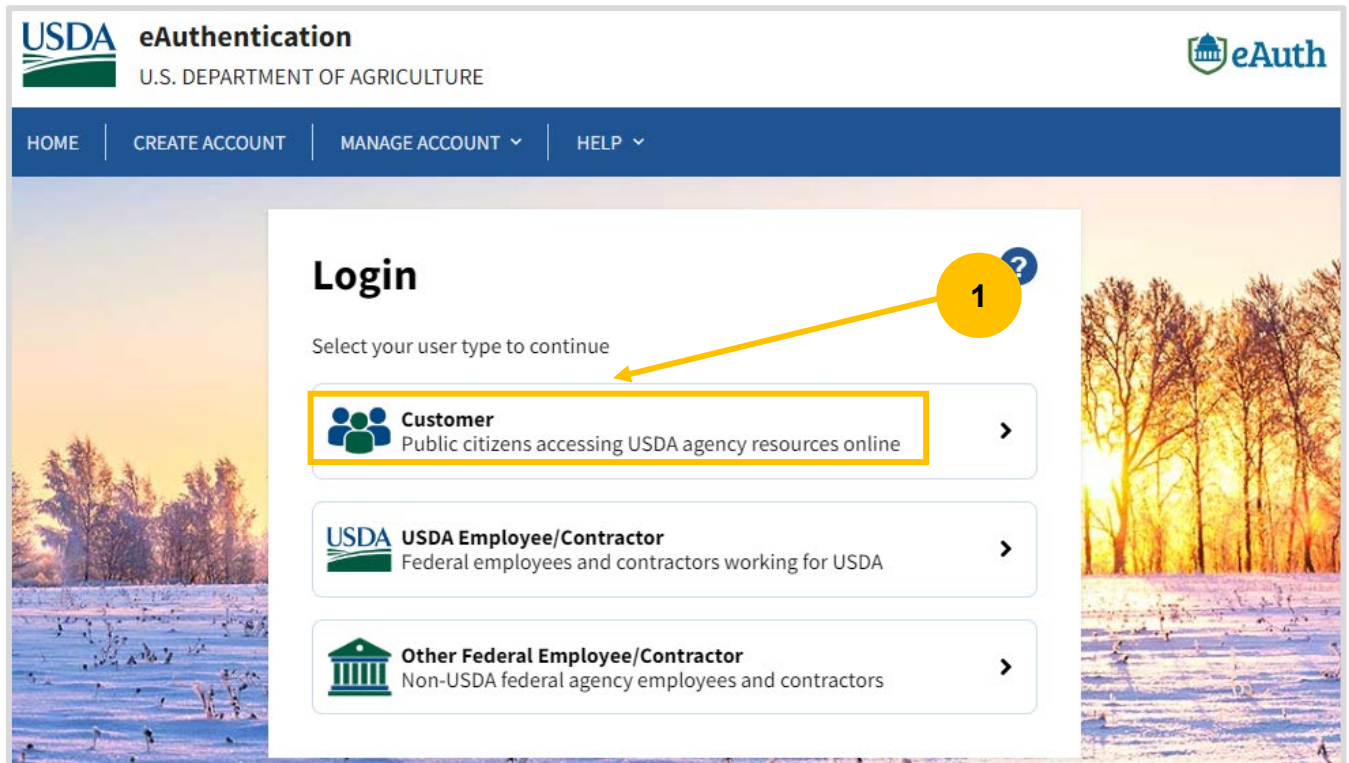 USDA eAuthentication
U.S. DEPARTMENT OF AGRICULTURE
eAuth
HOME CREATE ACCOUNT MANAGE ACCOUNT HELP
Login
?
1
Select your user type to continue
Customer
Public citizens accessing USDA agency resources online
USDA USDA Employee/Contractor
Federal employees and contractors working for USDA
Other Federal Employee/Contractor
Non-USDA federal agency employees and contractors